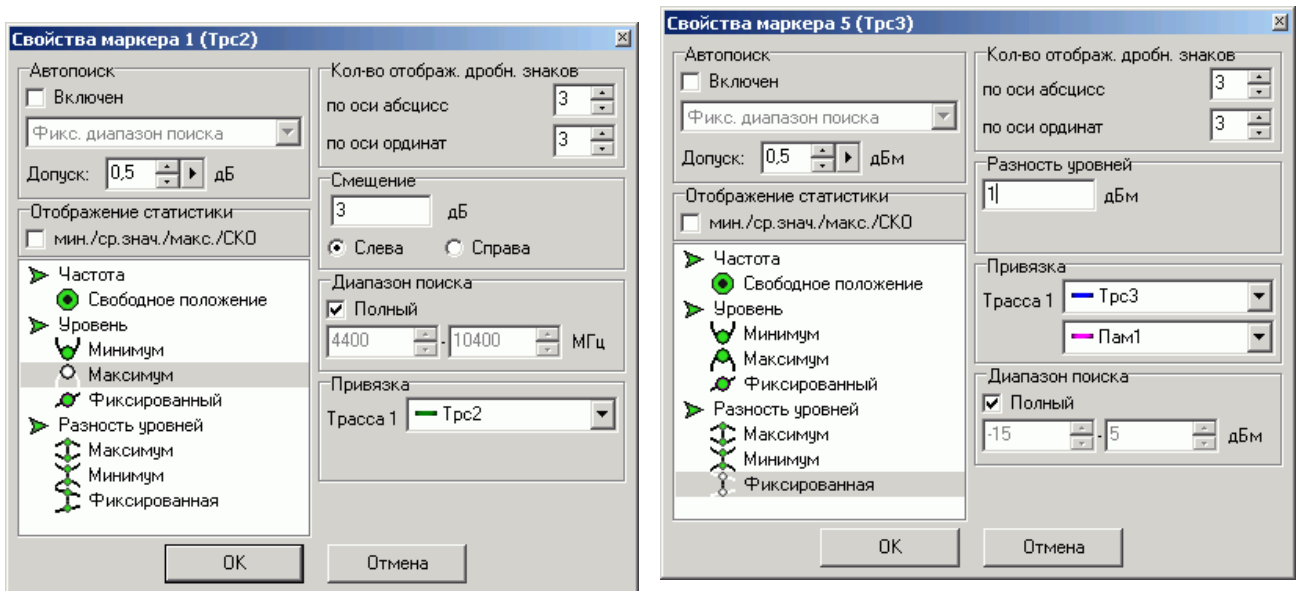 Свойства маркера 1 (Трс2)
Автопоиск
Включен
Фикс. диапазон поиска
Допуск: 0,5 дБ
Отображение статистики
мин./ср.знач./макс./СКО
Частота
Свободное положение
Уровень
Минимум
Максимум
Фиксированный
Разность уровней
Максимум
Минимум
Фиксированная
Кол-во отображ. дробн. знаков
по оси абсцисс 3
по оси ординат 3
Смещение
3 дБ
Слева Справа
Диапазон поиска
Полный
4400 - 10400 МГц
Привязка
Трасса 1 Трс2
OK Отмена
Свойства маркера 5 (Трс3)
Автопоиск
Включен
Фикс. диапазон поиска
Допуск: 0,5 дБм
Отображение статистики
мин./ср.знач./макс./СКО
Частота
Свободное положение
Уровень
Минимум
Максимум
Фиксированный
Разность уровней
Максимум
Минимум
Фиксированная
Кол-во отображ. дробн. знаков
по оси абсцисс 3
по оси ординат 3
Разность уровней
1 дБм
Привязка
Трасса 1 Трс3
Пам1
Диапазон поиска
Полный
-15 - 5 дБм
OK Отмена